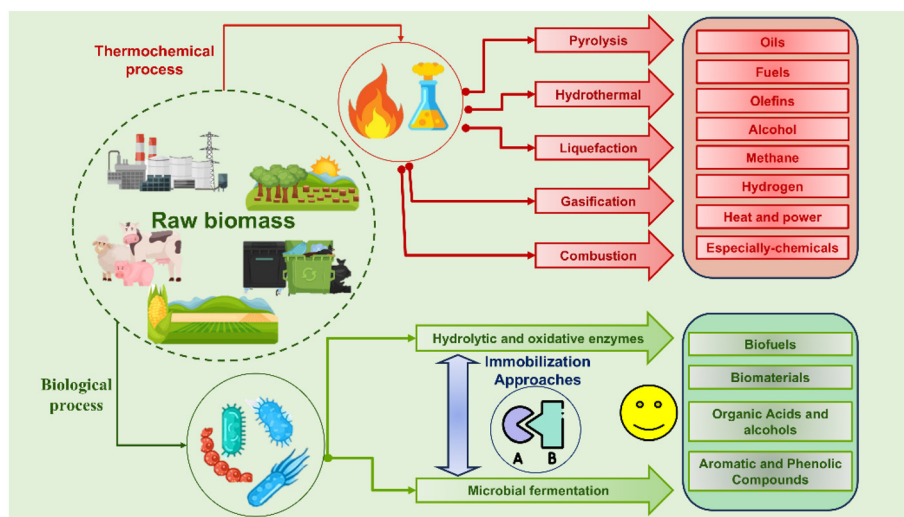 Thermochemical
process
Pyrolysis
Hydrothermal
Liquefaction
Gasification
Combustion
Oils
Fuels
Olefins
Alcohol
Methane
Hydrogen
Heat and power
Especially-chemicals
Raw biomass
Biological
process
Hydrolytic and oxidative enzymes
Immobilization
Approaches
A B
Microbial fermentation
Biofuels
Biomaterials
Organic Acids and
alcohols
Aromatic and Phenolic
Compounds